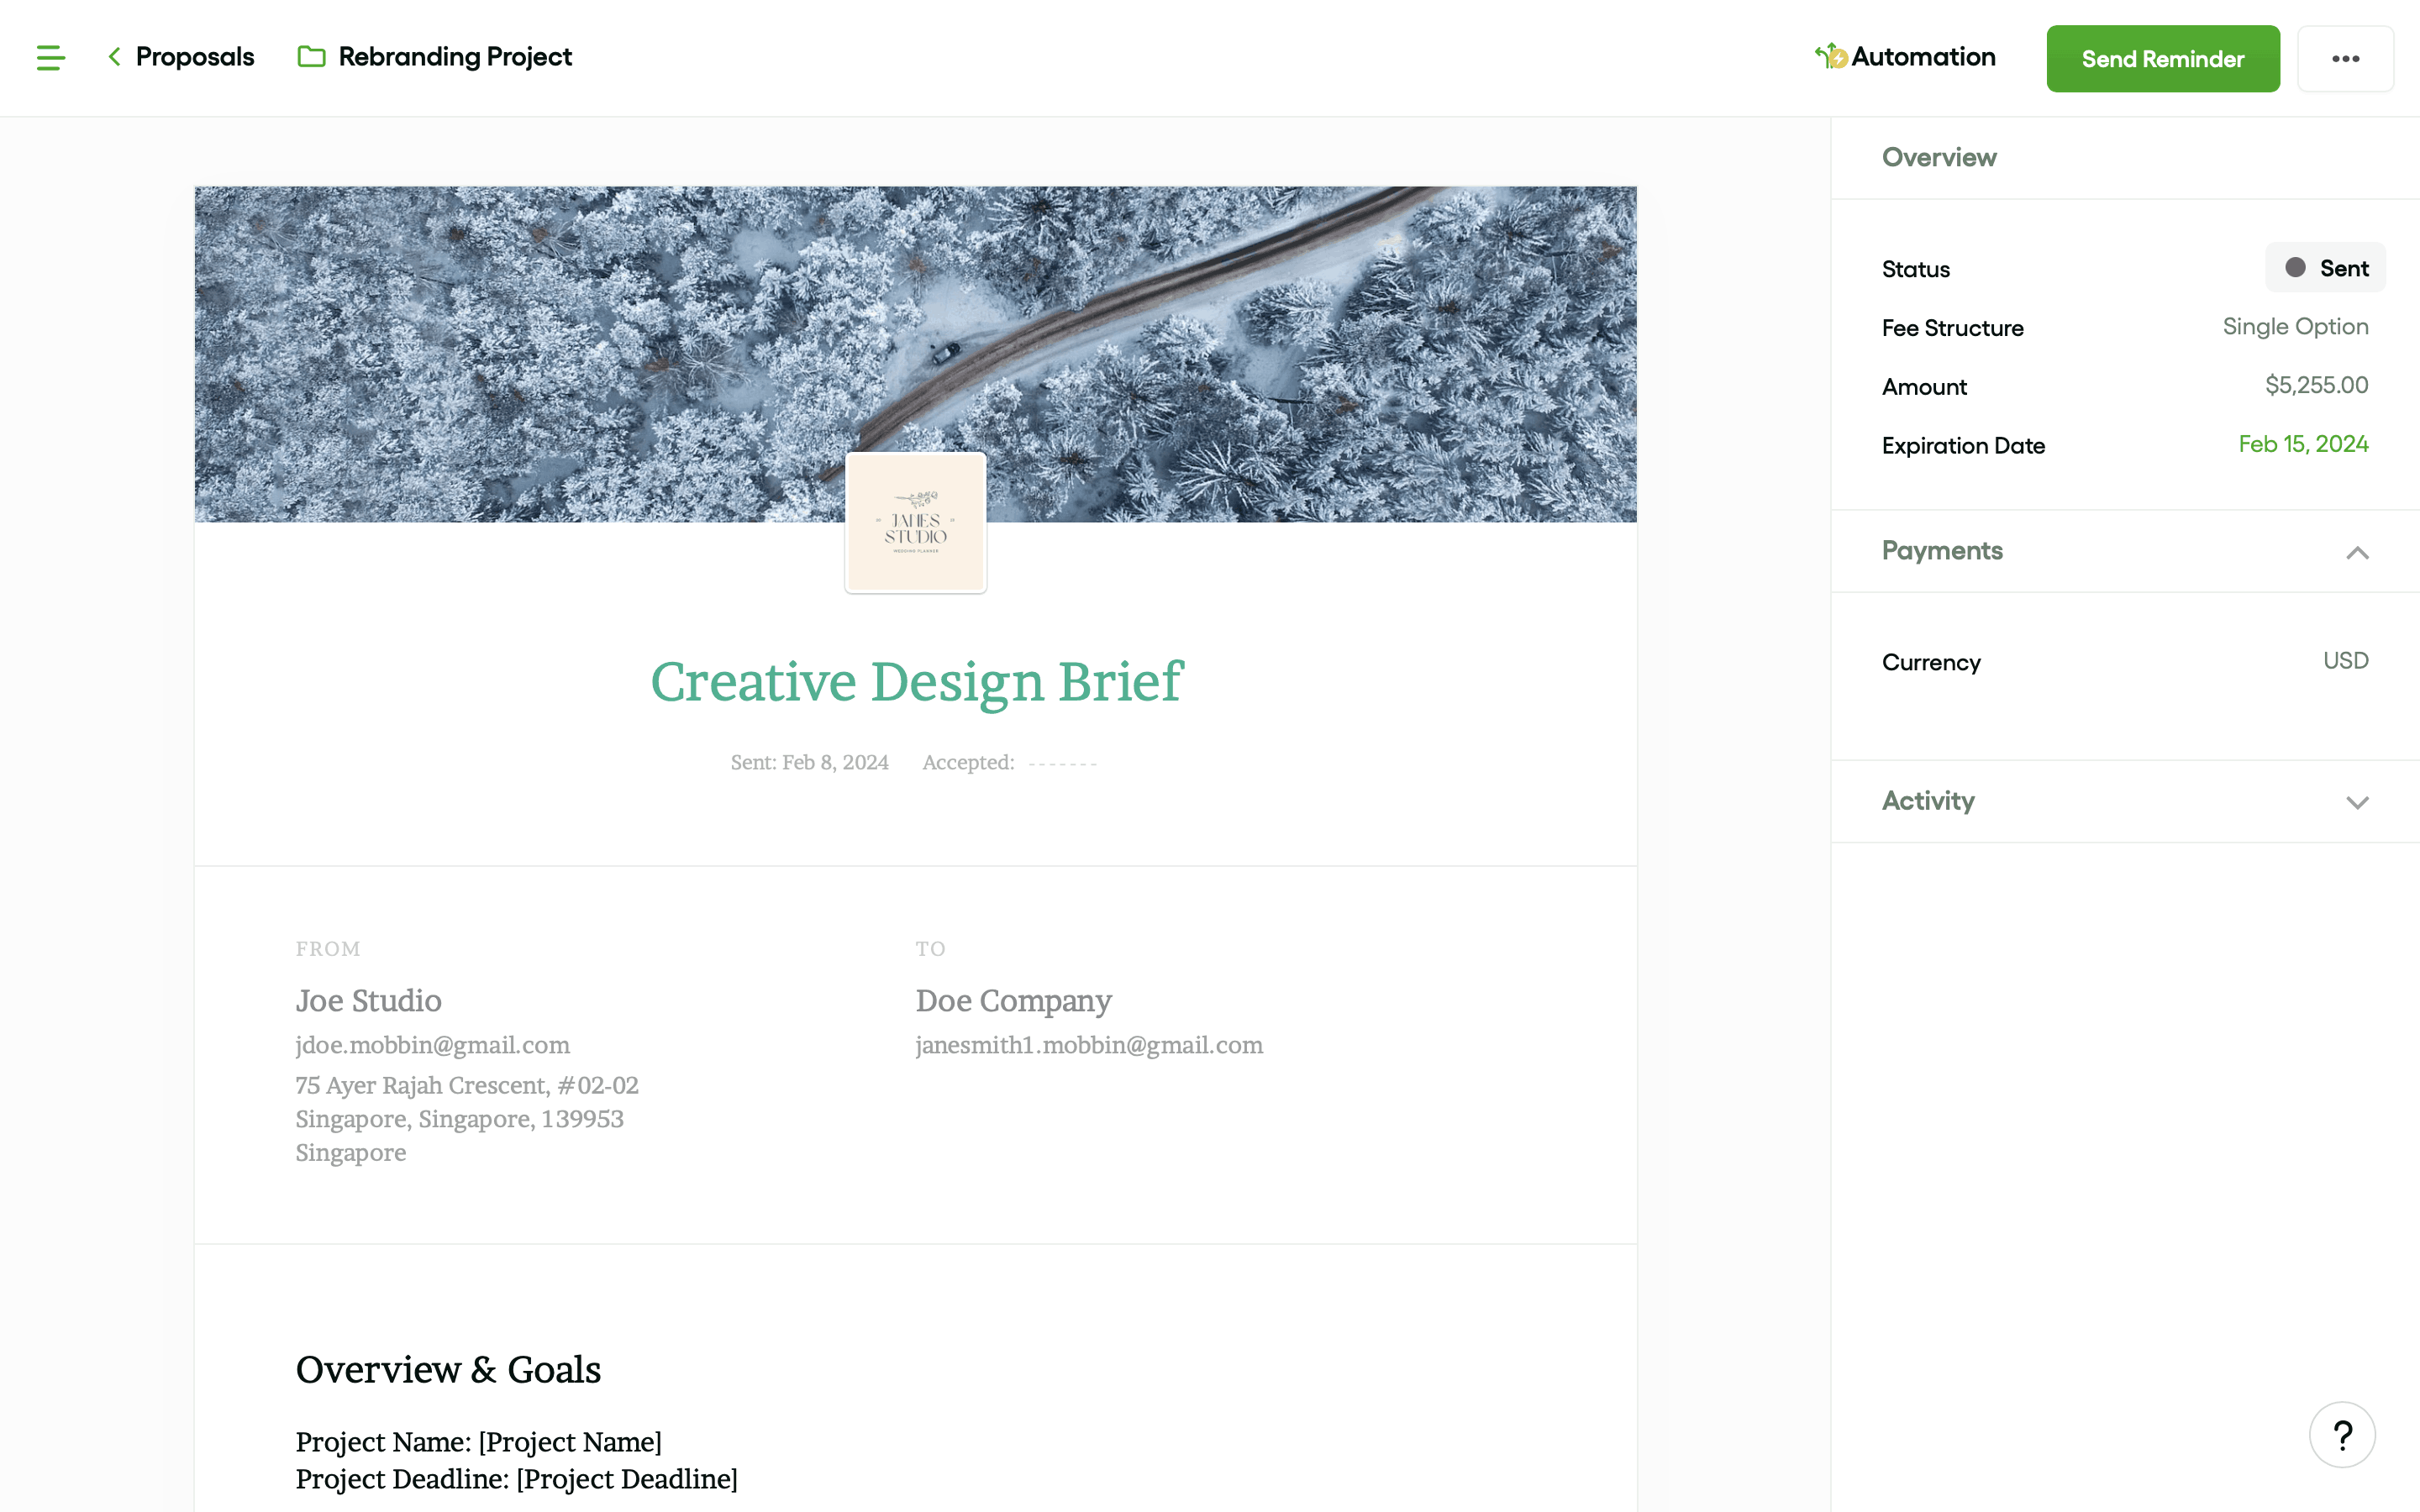 Proposals
Rebranding Project
Automation
Send Reminder
JANES
STUDIO
WEDDING PLANNER
Creative Design Brief
Sent: Feb 8, 2024 Accepted: -------
FROM
Joe Studio
jdoe.mobbin@gmail.com
75 Ayer Rajah Crescent, #02-02
Singapore, Singapore, 139953
Singapore
TO
Doe Company
janesmith1.mobbin@gmail.com
Overview & Goals
Project Name: [Project Name]
Project Deadline: [Project Deadline]
Overview
Status Sent
Fee Structure Single Option
Amount $5,255.00
Expiration Date Feb 15, 2024
Payments
Currency USD
Activity
?